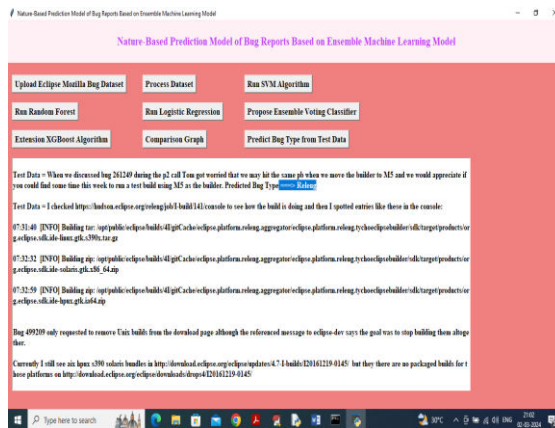 Nature-Based Prediction Model of Bug Reports Based on Ensemble Machine Learning Model
Nature-Based Prediction Model of Bug Reports Based on Ensemble Machine Learning Model
Upload Eclipse Mozilla Bug Dataset Process Dataset Run SVM Algorithm
Run Random Forest Run Logistic Regression Propose Ensemble Voting Classifier
Extension XGBoost Algorithm Comparison Graph Predict Bug Type from Test Data
Test Data = When we discussed bug 261249 during the p2 call Tom got worried that we may hit the same pb when we move the builder to M5 and we would appreciate if
you could find some time this week to run a test build using M5 as the builder. Predicted Bug Type ===> Releng
Test Data = I checked https://hudson.eclipse.org/releng/job/I-build/141/console to see how the build is doing and then I spotted entries like these in the console:
07:31:40 [INFO] Building tar: /opt/public/eclipse/builds/4I/gitCache/eclipse.platform.releng.aggregator/eclipse.platform.releng.tychoeclipsebuilder/sdk/target/products/or
g.eclipse.sdk.ide-linux.gtk.s390x.tar.gz
07:32:32 [INFO] Building zip: /opt/public/eclipse/builds/4I/gitCache/eclipse.platform.releng.aggregator/eclipse.platform.releng.tychoeclipsebuilder/sdk/target/products/or
g.eclipse.sdk.ide-solaris.gtk.x86_64.zip
07:32:59 [INFO] Building zip: /opt/public/eclipse/builds/4I/gitCache/eclipse.platform.releng.aggregator/eclipse.platform.releng.tychoeclipsebuilder/sdk/target/products/or
g.eclipse.sdk.ide-hpux.gtk.ia64.zip
Bug 499209 only requested to remove Unix builds from the download page although the referenced message to eclipse-dev says the goal was to stop building them altoge
ther.
Currently I still see aix hpux s390 solaris bundles in http://download.eclipse.org/eclipse/updates/4.7-I-builds/I20161219-0145/ but they there are no packaged builds for t
hose platforms on http://download.eclipse.org/eclipse/downloads/drops4/I20161219-0145/
Type here to search 30°C ENG 21:02
02-03-2024